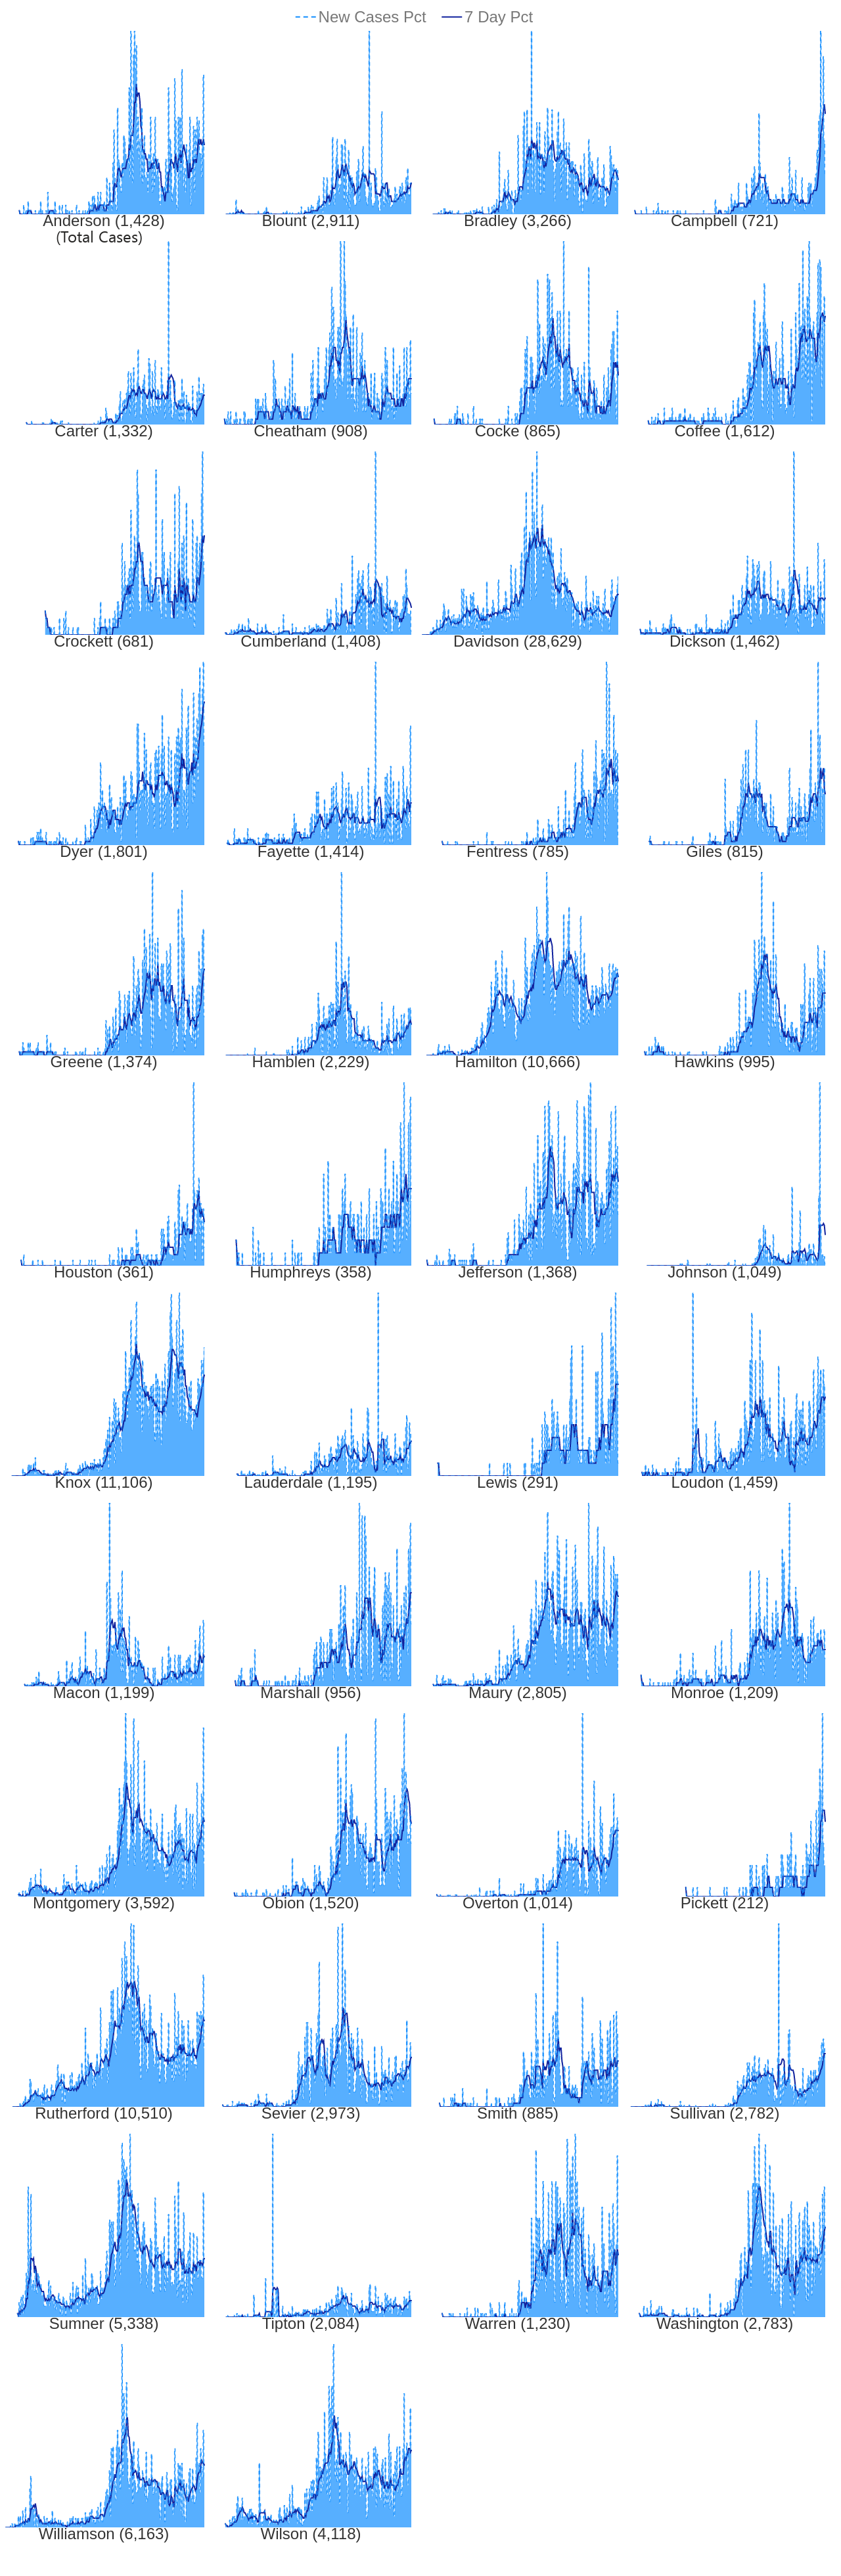 New Cases Pct 7 Day Pct
Anderson (1,428) Blount (2,911) Bradley (3,266) Campbell (721)
(Total Cases)
Carter (1,332) Cheatham (908) Cocke (865) Coffee (1,612)
Crockett (681) Cumberland (1,408) Davidson (28,629) Dickson (1,462)
Dyer (1,801) Fayette (1,414) Fentress (785) Giles (815)
Greene (1,374) Hamblen (2,229) Hamilton (10,666) Hawkins (995)
Houston (361) Humphreys (358) Jefferson (1,368) Johnson (1,049)
Knox (11,106) Lauderdale (1,195) Lewis (291) Loudon (1,459)
Macon (1,199) Marshall (956) Maury (2,805) Monroe (1,209)
Montgomery (3,592) Obion (1,520) Overton (1,014) Pickett (212)
Rutherford (10,510) Sevier (2,973) Smith (885) Sullivan (2,782)
Sumner (5,338) Tipton (2,084) Warren (1,230) Washington (2,783)
Williamson (6,163) Wilson (4,118)